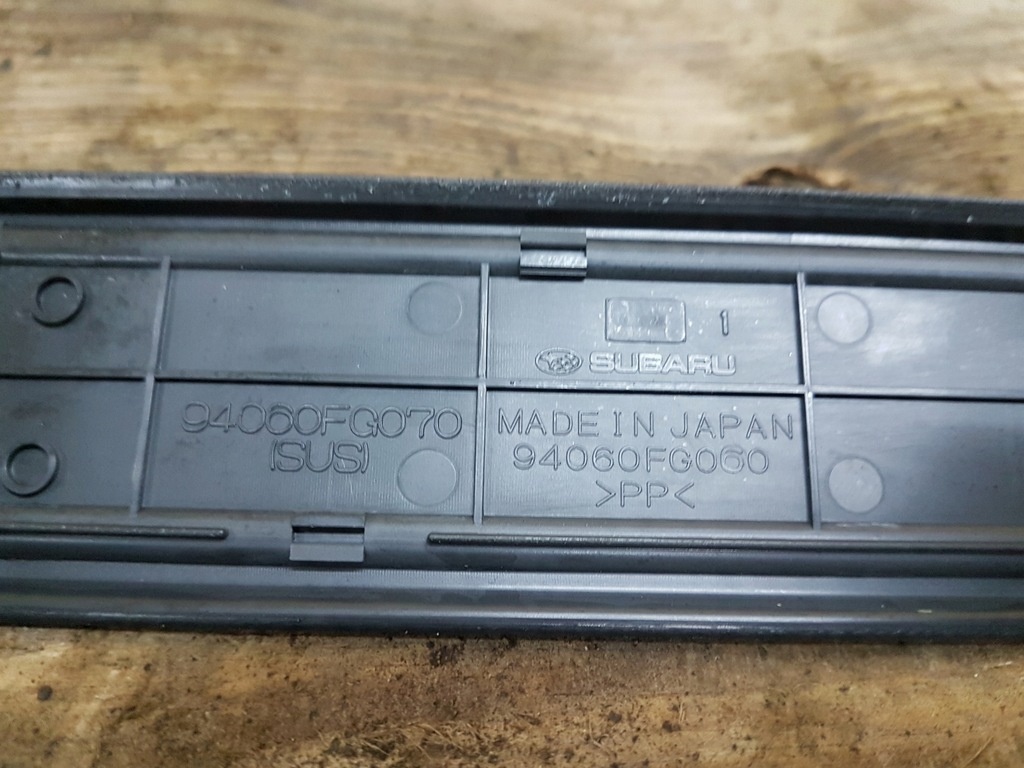 1
SUBARU
94060FG070
(SUS)
MADE IN JAPAN
94060FG060
>PP<